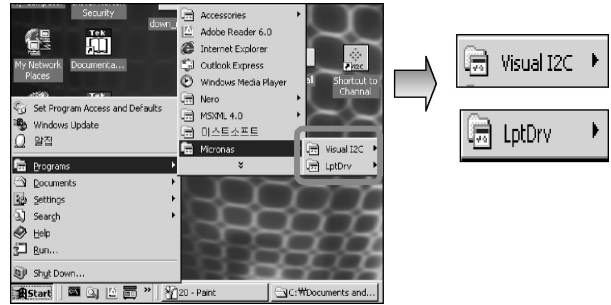 Security
down_
My Network
Places
Tek
Documenta...
Tek
Shortcut to
Channel
Accessories
Adobe Reader 6.0
Internet Explorer
Outlook Express
Windows Media Player
Nero
MSXML 4.0
이스트소프트
Micronas
Visual I2C
LptDrv
Set Program Access and Defaults
Windows Update
알집
Programs
Documents
Settings
Search
Help
Run...
Shut Down...
Start
20 - Paint
C:₩Documents and...
Visual I2C
LptDrv